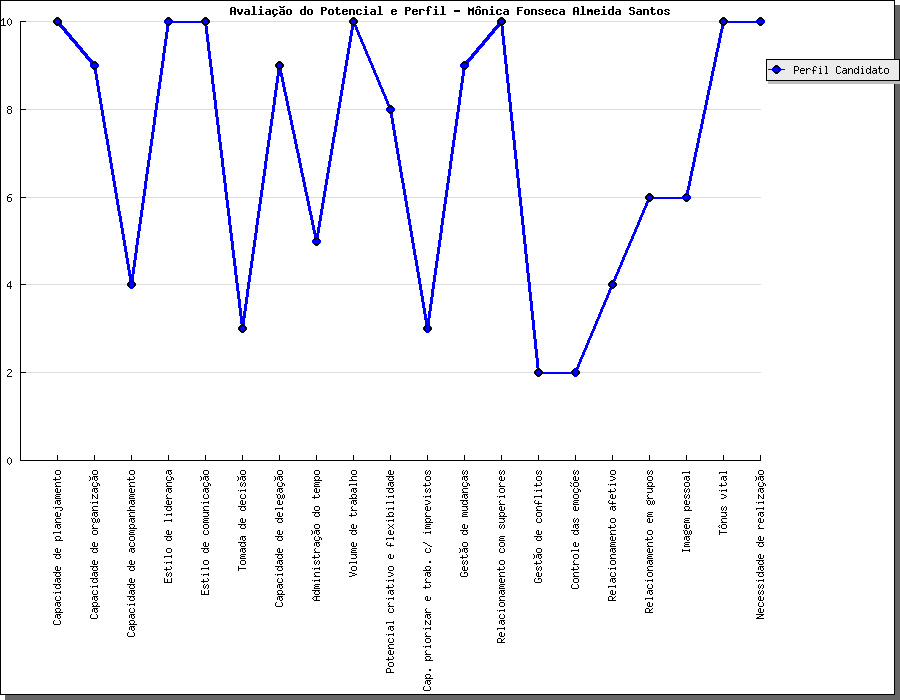 Avaliação do Potencial e Perfil - Mônica Fonseca Almeida Santos
Perfil Candidato
10
8
6
4
2
0
Capacidade de planejamento
Capacidade de organização
Capacidade de acompanhamento
Estilo de liderança
Estilo de comunicação
Tomada de decisão
Capacidade de delegação
Administração do tempo
Volume de trabalho
Potencial criativo e flexibilidade
Cap. priorizar e trab. c/ imprevistos
Gestão de mudanças
Relacionamento com superiores
Gestão de conflitos
Controle das emoções
Relacionamento afetivo
Relacionamento em grupos
Imagem pessoal
Tônus vital
Necessidade de realização